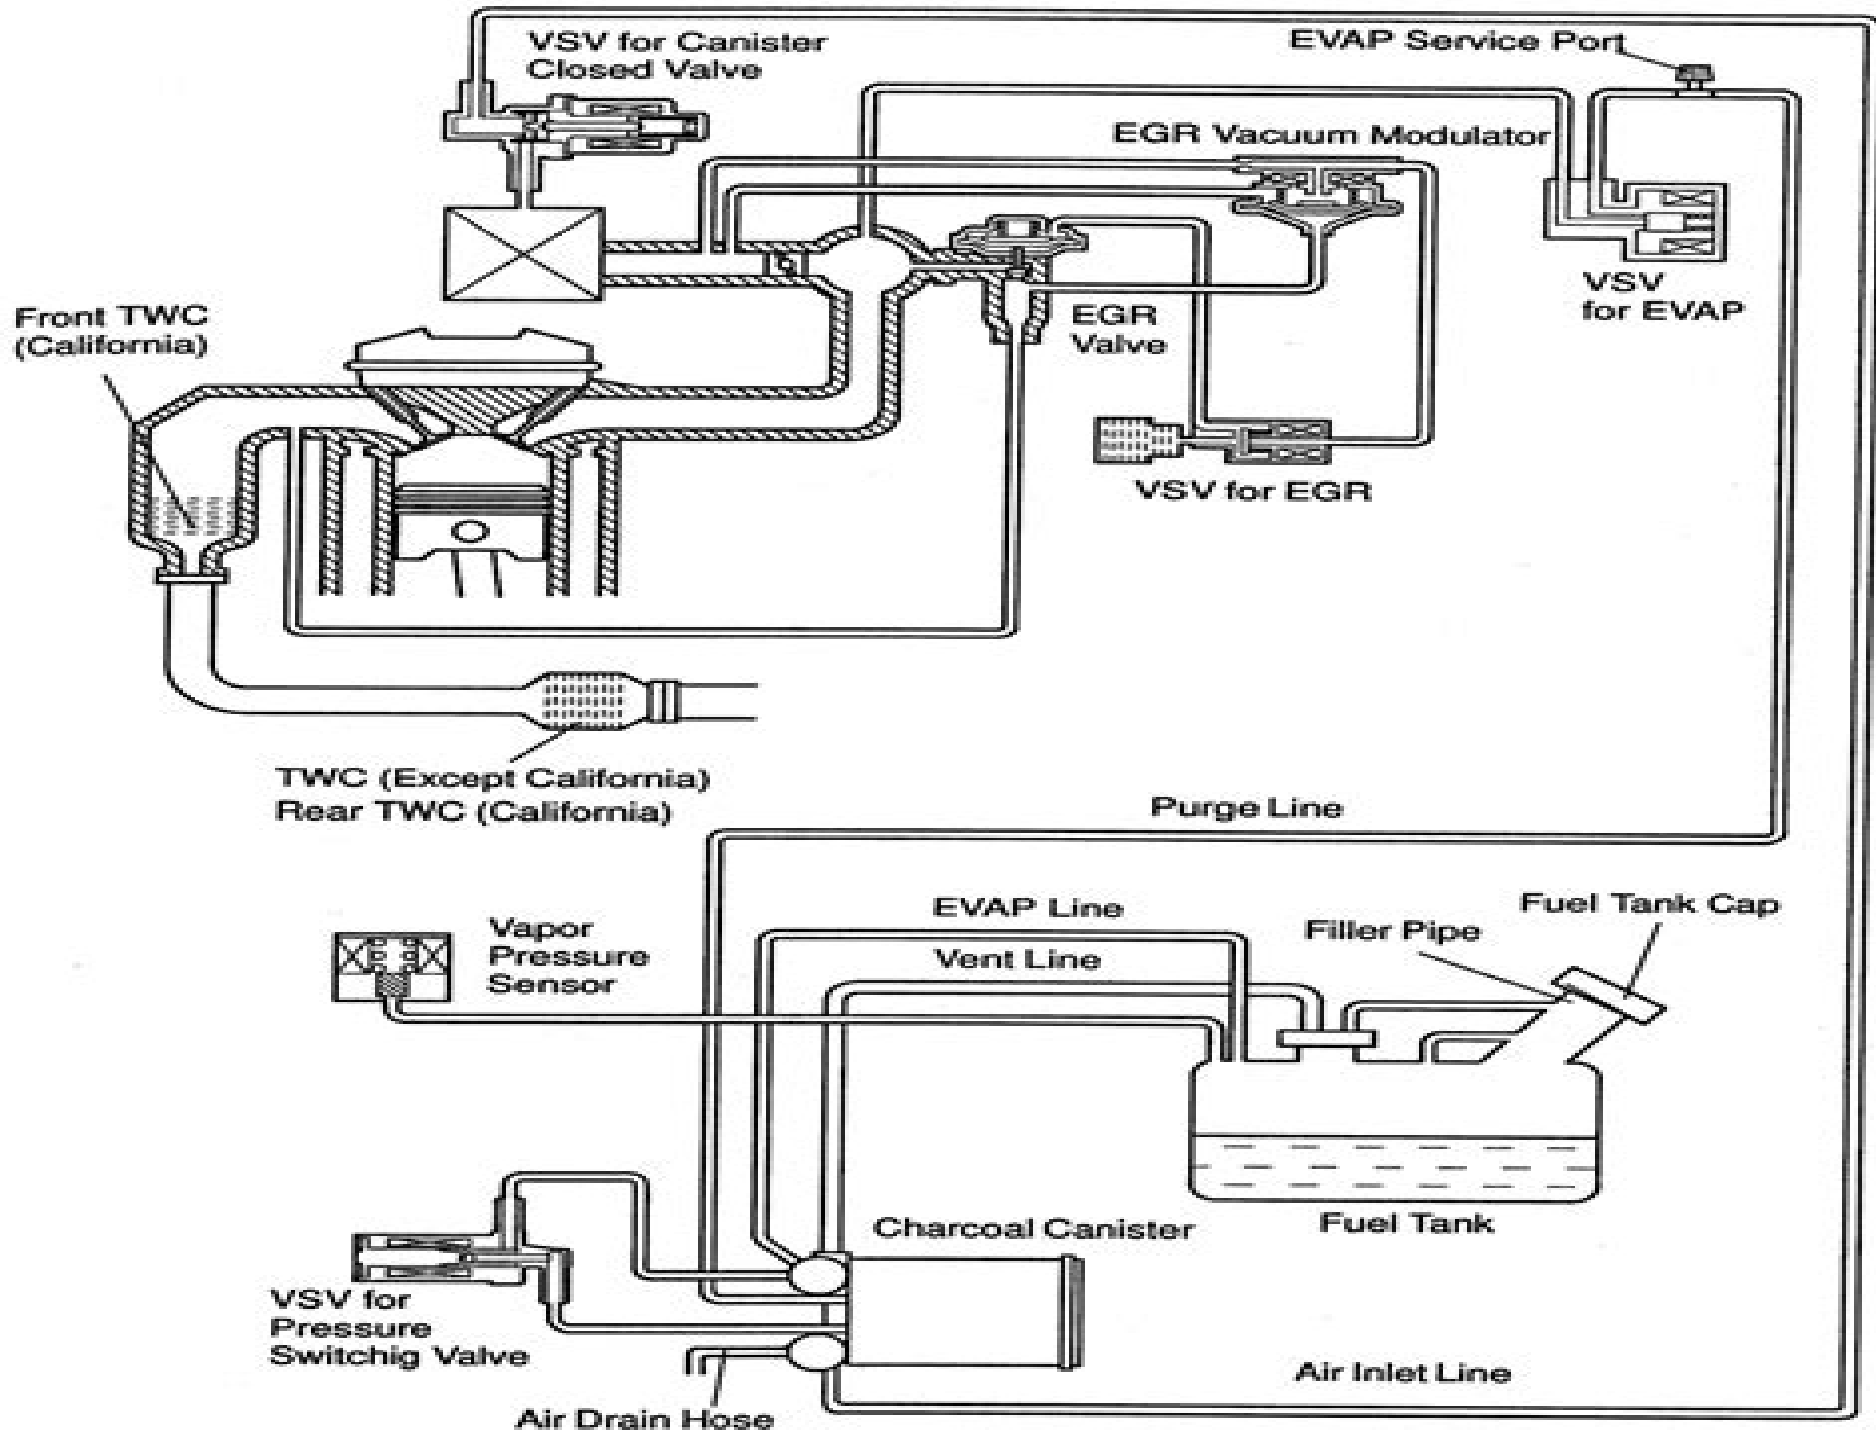 VSV for Canister
Closed Valve
EVAP Service Port
EGR Vacuum Modulator
VSV
for EVAP
Front TWC
(California)
EGR
Valve
VSV for EGR
TWC (Except California)
Rear TWC (California)
Purge Line
EVAP Line
Vent Line
Fuel Tank Cap
Filler Pipe
Vapor
Pressure
Sensor
Charcoal Canister
Fuel Tank
VSV for
Pressure
Switchig Valve
Air Inlet Line
Air Drain Hose